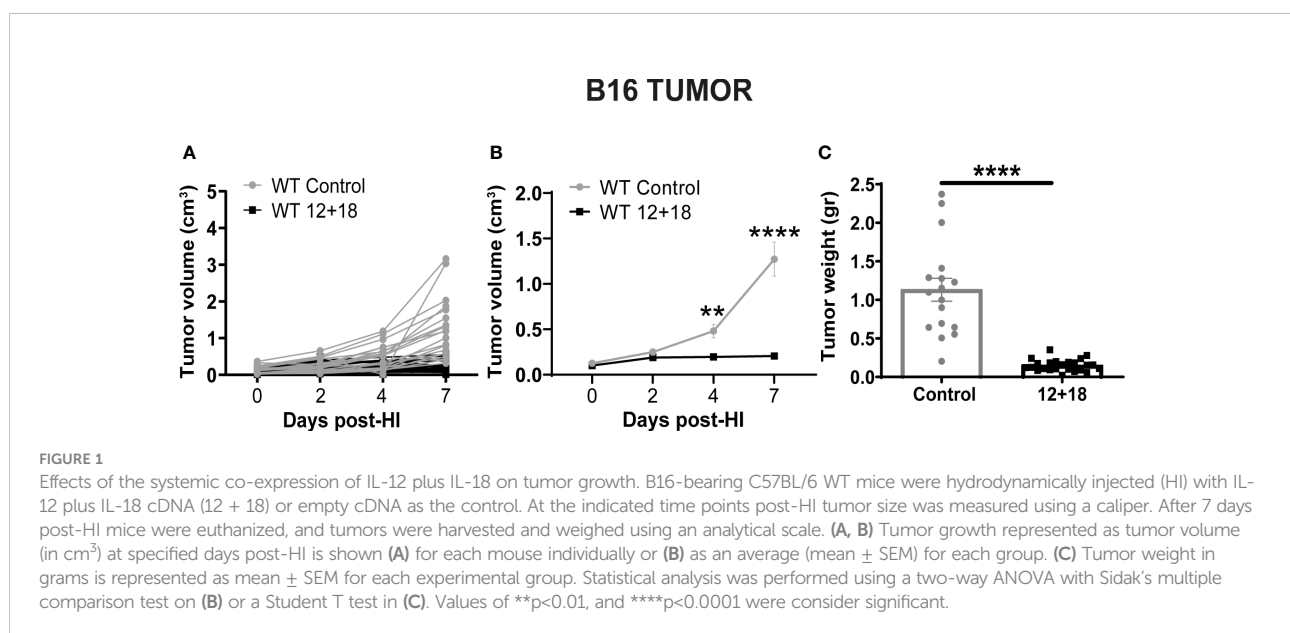 B16 TUMOR
A
WT Control
WT 12+18
Tumor volume (cm³)
5
4
3
2
1
0
0 2 4 7
Days post-HI
B
WT Control
WT 12+18
Tumor volume (cm³)
2.0
1.5
1.0
0.5
0.0
**
****
0 2 4 7
Days post-HI
C
****
Tumor weight (gr)
2.5
2.0
1.5
1.0
0.5
0.0
Control 12+18
FIGURE 1
Effects of the systemic co-expression of IL-12 plus IL-18 on tumor growth. B16-bearing C57BL/6 WT mice were hydrodynamically injected (HI) with IL-
12 plus IL-18 cDNA (12 + 18) or empty cDNA as the control. At the indicated time points post-HI tumor size was measured using a caliper. After 7 days
post-HI mice were euthanized, and tumors were harvested and weighed using an analytical scale. (A, B) Tumor growth represented as tumor volume
(in cm³) at specified days post-HI is shown (A) for each mouse individually or (B) as an average (mean ± SEM) for each group. (C) Tumor weight in
grams is represented as mean ± SEM for each experimental group. Statistical analysis was performed using a two-way ANOVA with Sidak's multiple
comparison test on (B) or a Student T test in (C). Values of **p<0.01, and ****p<0.0001 were consider significant.